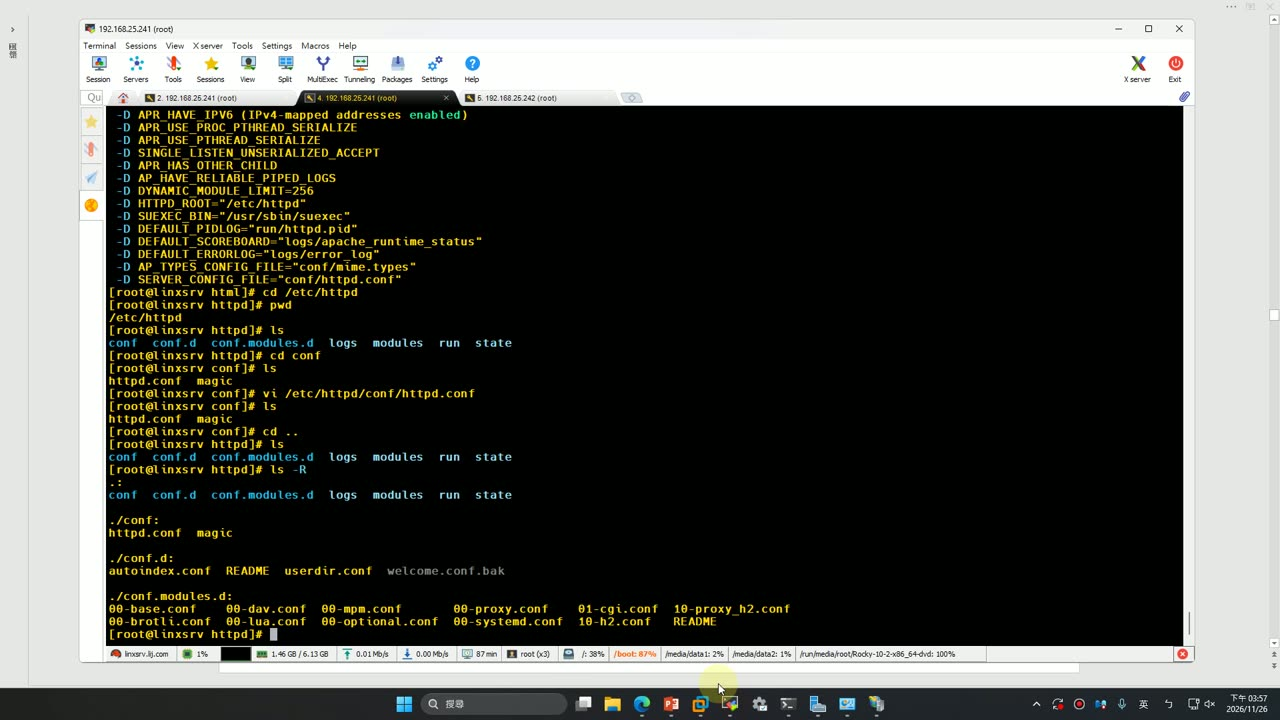 192.168.25.241 (root)
Terminal Sessions View X server Tools Settings Macros Help
Session Servers Tools Sessions View Split MultiExec Tunneling Packages Settings Help X server Exit
Qu 2. 192.168.25.241 (root) 4. 192.168.25.241 (root) 5. 192.168.25.242 (root)
-D APR_HAVE_IPV6 (IPv4-mapped addresses enabled)
-D APR_USE_PROC_PTHREAD_SERIALIZE
-D APR_USE_PTHREAD_SERIALIZE
-D SINGLE_LISTEN_UNSERIALIZED_ACCEPT
-D APR_HAS_OTHER_CHILD
-D AP_HAVE_RELIABLE_PIPED_LOGS
-D DYNAMIC_MODULE_LIMIT=256
-D HTTPD_ROOT="/etc/httpd"
-D SUEXEC_BIN="/usr/sbin/suexec"
-D DEFAULT_PIDLOG="run/httpd.pid"
-D DEFAULT_SCOREBOARD="logs/apache_runtime_status"
-D DEFAULT_ERRORLOG="logs/error_log"
-D AP_TYPES_CONFIG_FILE="conf/mime.types"
-D SERVER_CONFIG_FILE="conf/httpd.conf"
[root@linxsrv html]# cd /etc/httpd
[root@linxsrv httpd]# pwd
/etc/httpd
[root@linxsrv httpd]# ls
conf conf.d conf.modules.d logs modules run state
[root@linxsrv httpd]# cd conf
[root@linxsrv conf]# ls
httpd.conf magic
[root@linxsrv conf]# vi /etc/httpd/conf/httpd.conf
[root@linxsrv conf]# ls
httpd.conf magic
[root@linxsrv conf]# cd ..
[root@linxsrv httpd]# ls
conf conf.d conf.modules.d logs modules run state
[root@linxsrv httpd]# ls -R
.:
conf conf.d conf.modules.d logs modules run state
./conf:
httpd.conf magic
./conf.d:
autoindex.conf README userdir.conf welcome.conf.bak
./conf.modules.d:
00-base.conf 00-dav.conf 00-mpm.conf 00-proxy.conf 01-cgi.conf 10-proxy_h2.conf
00-brotli.conf 00-lua.conf 00-optional.conf 00-systemd.conf 10-h2.conf README
[root@linxsrv httpd]#
linxsrv.lij.com 1% 1.46 GB / 6.13 GB 0.01 Mb/s 0.00 Mb/s 87 min root (x3) /: 38% /boot: 87% /media/data1: 2% /media/data2: 1% /run/media/root/Rocky-10-2-x86_64-dvd: 100%
搜尋 英 下午 03:57
2026/11/26